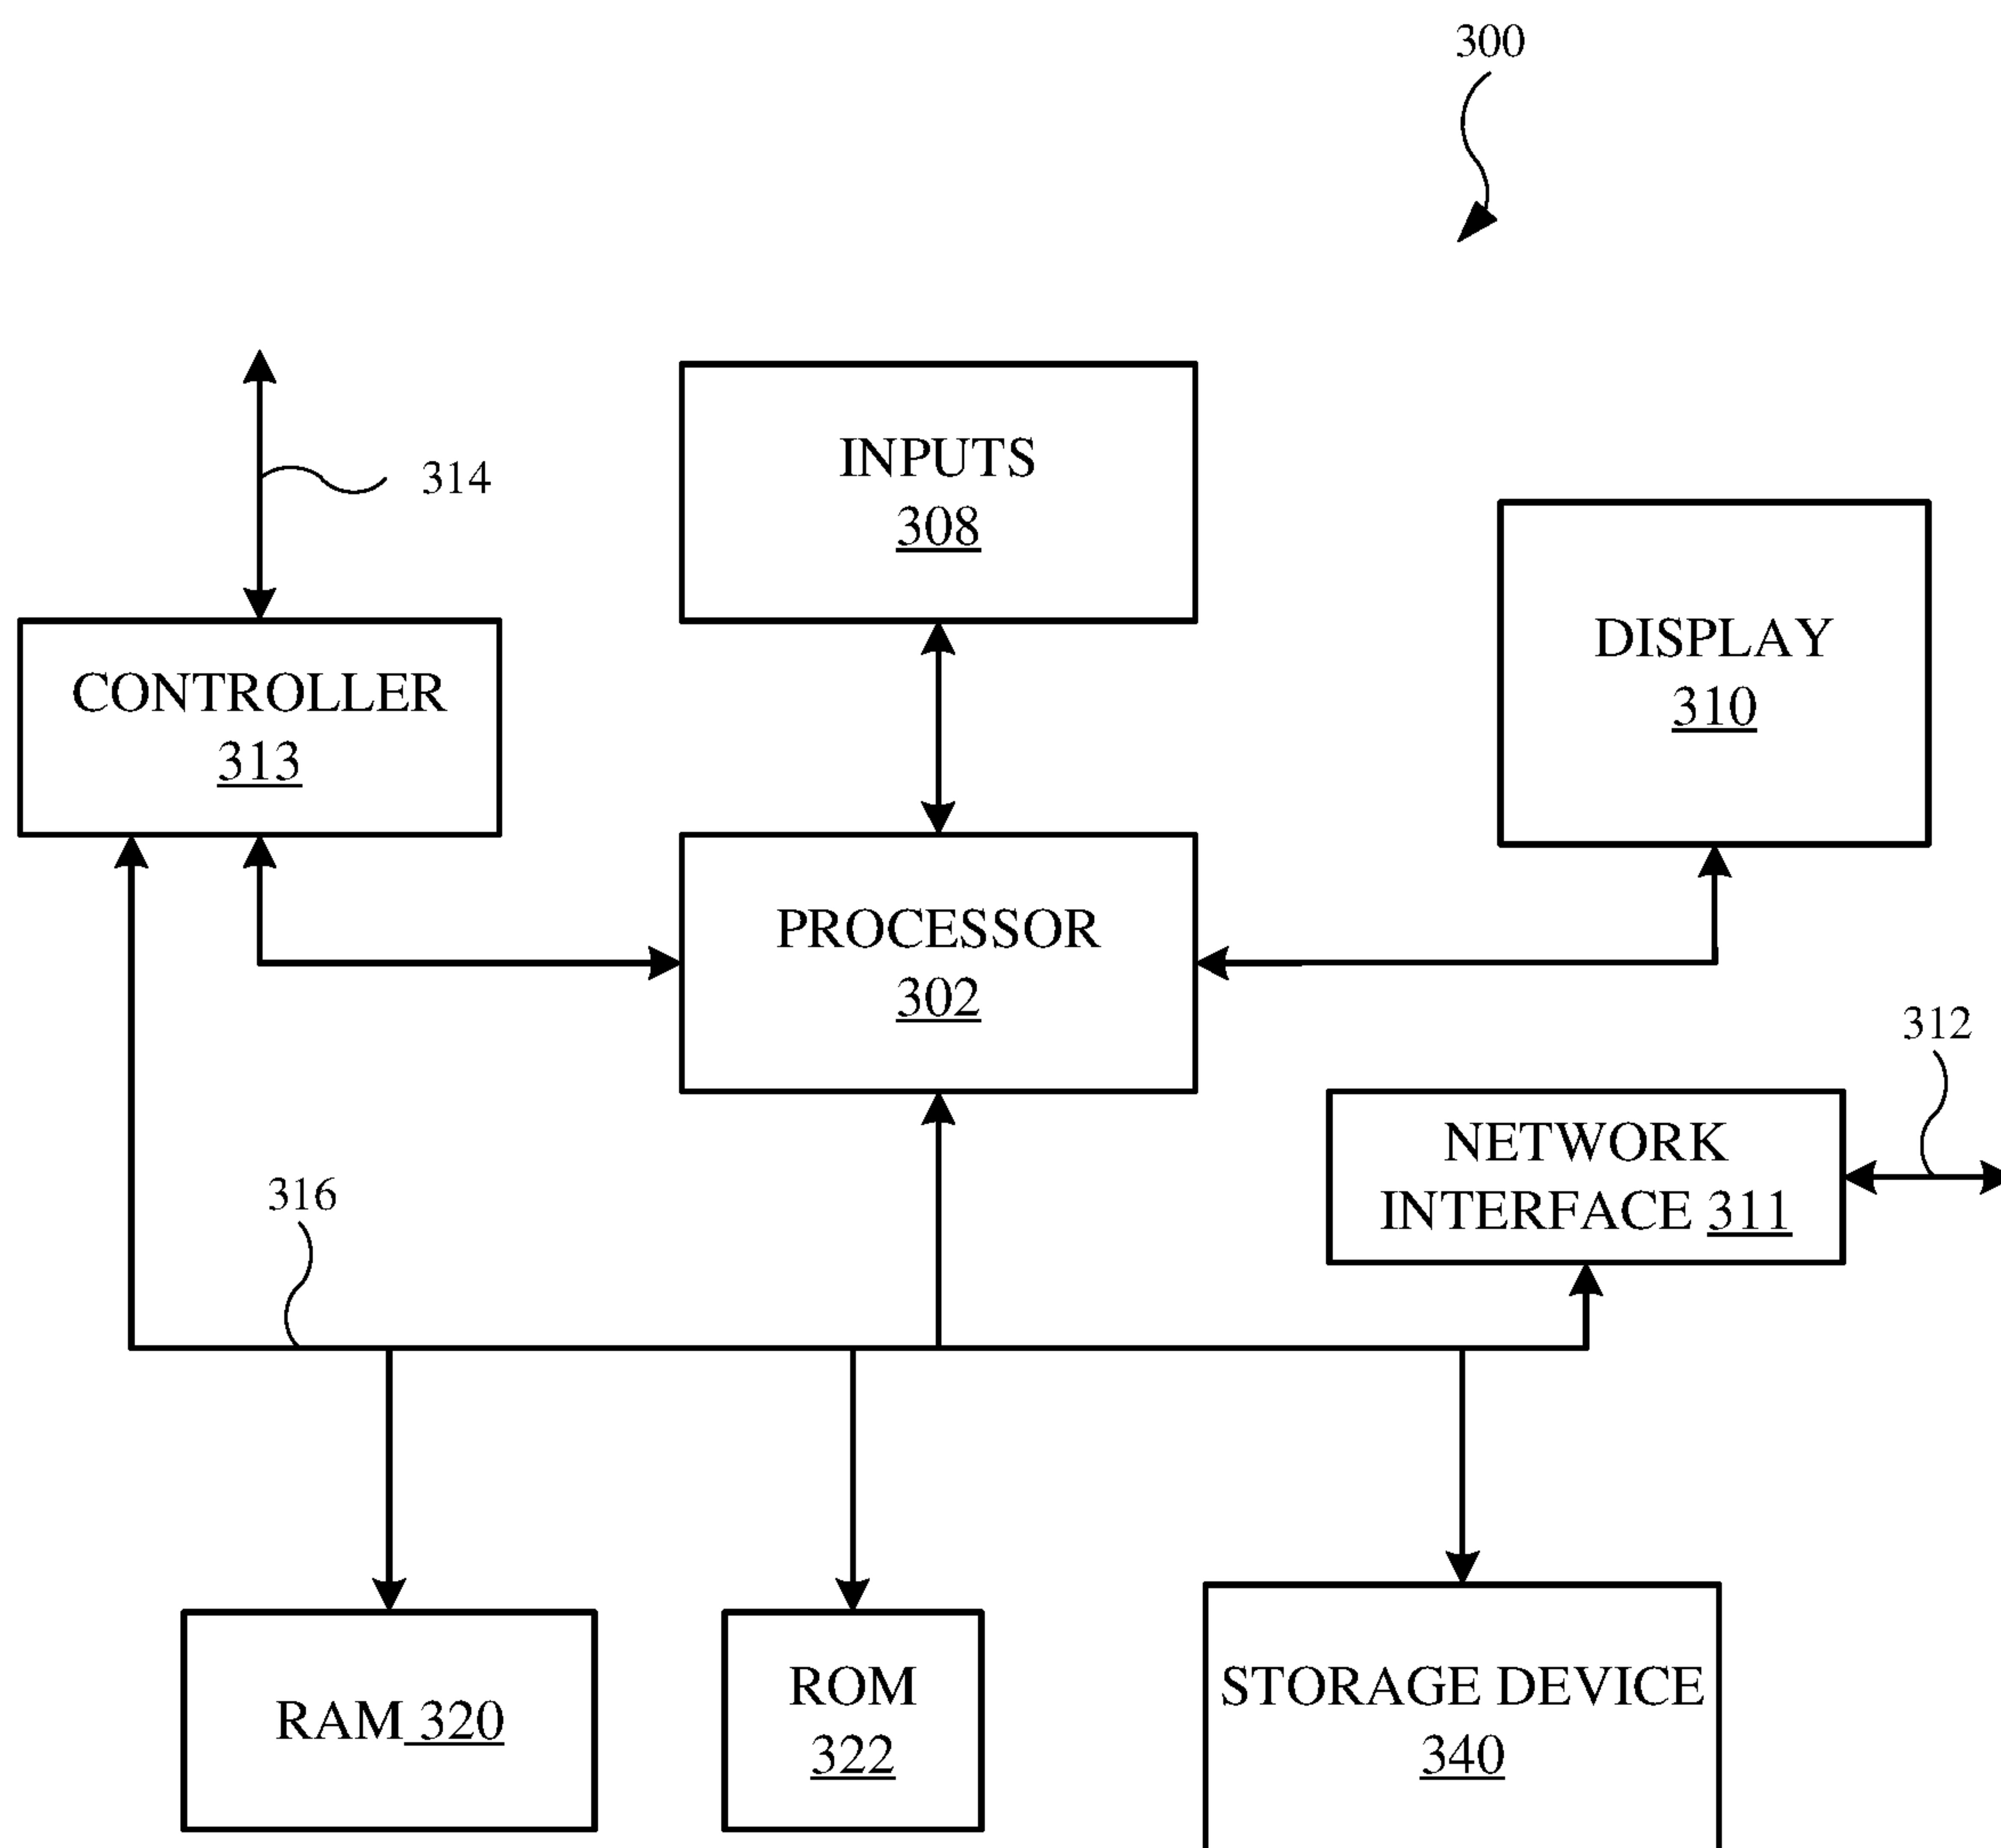 300
314
INPUTS
308
DISPLAY
310
CONTROLLER
313
PROCESSOR
302
312
NETWORK
INTERFACE 311
316
RAM 320
ROM
322
STORAGE DEVICE
340